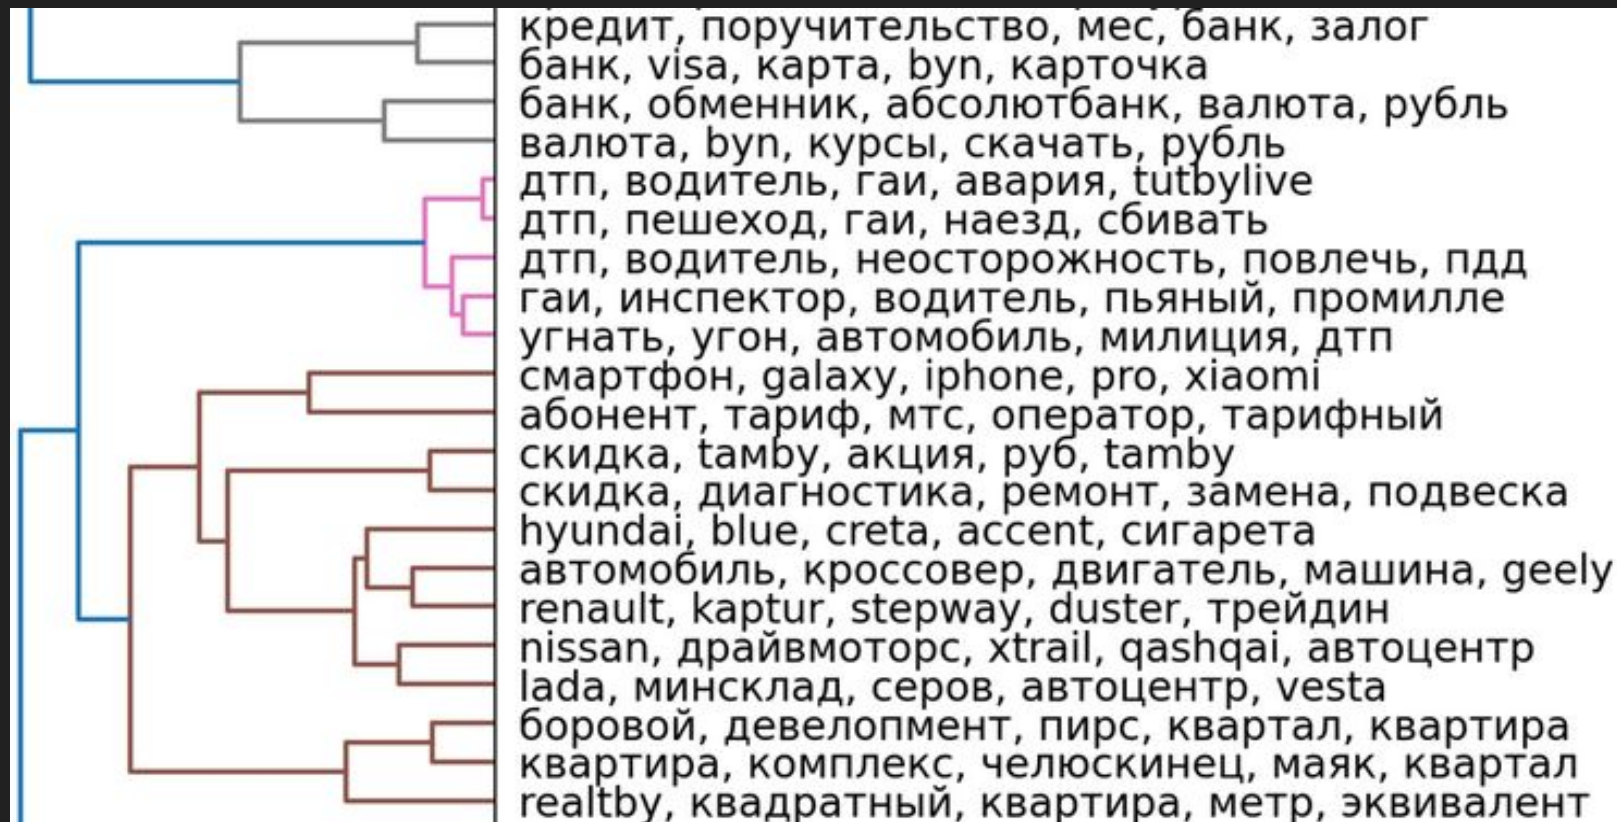 кредит, поручительство, мес, банк, залог
банк, visa, карта, byn, карточка
банк, обменник, абсолютбанк, валюта, рубль
валюта, byn, курсы, скачать, рубль
дтп, водитель, гаи, авария, tutbylive
дтп, пешеход, гаи, наезд, сбивать
дтп, водитель, неосторожность, повлечь, пдд
гаи, инспектор, водитель, пьяный, промилле
угнать, угон, автомобиль, милиция, дтп
смартфон, galaxy, iphone, pro, xiaomi
абонент, тариф, мтс, оператор, тарифный
скидка, tамby, акция, руб, tamby
скидка, диагностика, ремонт, замена, подвеска
hyundai, blue, creta, accent, сигарета
автомобиль, кроссовер, двигатель, машина, geely
renault, kaptur, stepway, duster, трейдин
nissan, драйвмоторс, xtrail, qashqai, автоцентр
lada, минсклад, серов, автоцентр, vesta
боровой, девелопмент, пирс, квартал, квартира
квартира, комплекс, челюскинец, маяк, квартал
realtby, квадратный, квартира, метр, эквивалент